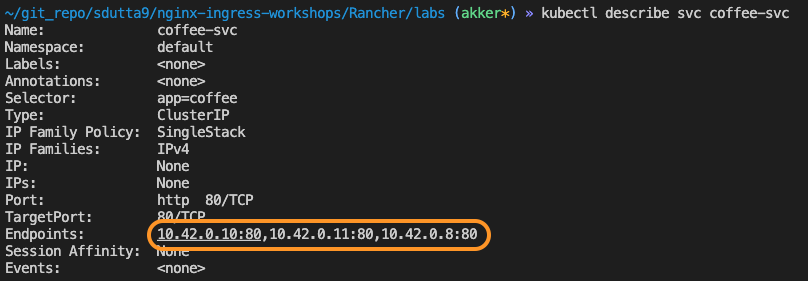 ~/git_repo/sdutta9/nginx-ingress-workshops/Rancher/labs (akker*) » kubectl describe svc coffee-svc
Name: coffee-svc
Namespace: default
Labels: <none>
Annotations: <none>
Selector: app=coffee
Type: ClusterIP
IP Family Policy: SingleStack
IP Families: IPv4
IP: None
IPs: None
Port: http 80/TCP
TargetPort: 80/TCP
Endpoints: 10.42.0.10:80,10.42.0.11:80,10.42.0.8:80
Session Affinity: None
Events: <none>